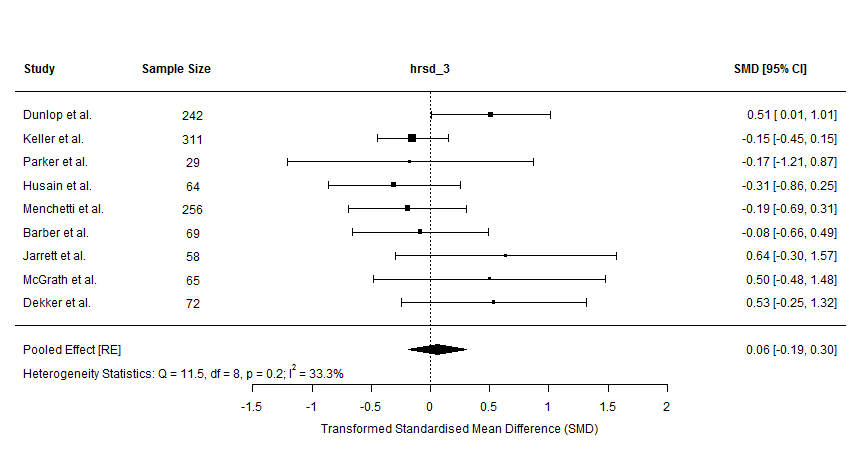 Study Sample Size hrsd_3 SMD [95% CI]
Dunlop et al. 242 0.51 [ 0.01, 1.01]
Keller et al. 311 -0.15 [-0.45, 0.15]
Parker et al. 29 -0.17 [-1.21, 0.87]
Husain et al. 64 -0.31 [-0.86, 0.25]
Menchetti et al. 256 -0.19 [-0.69, 0.31]
Barber et al. 69 -0.08 [-0.66, 0.49]
Jarrett et al. 58 0.64 [-0.30, 1.57]
McGrath et al. 65 0.50 [-0.48, 1.48]
Dekker et al. 72 0.53 [-0.25, 1.32]
Pooled Effect [RE] 0.06 [-0.19, 0.30]
Heterogeneity Statistics: Q = 11.5, df = 8, p = 0.2; I² = 33.3%
-1.5 -1 -0.5 0 0.5 1 1.5 2
Transformed Standardised Mean Difference (SMD)